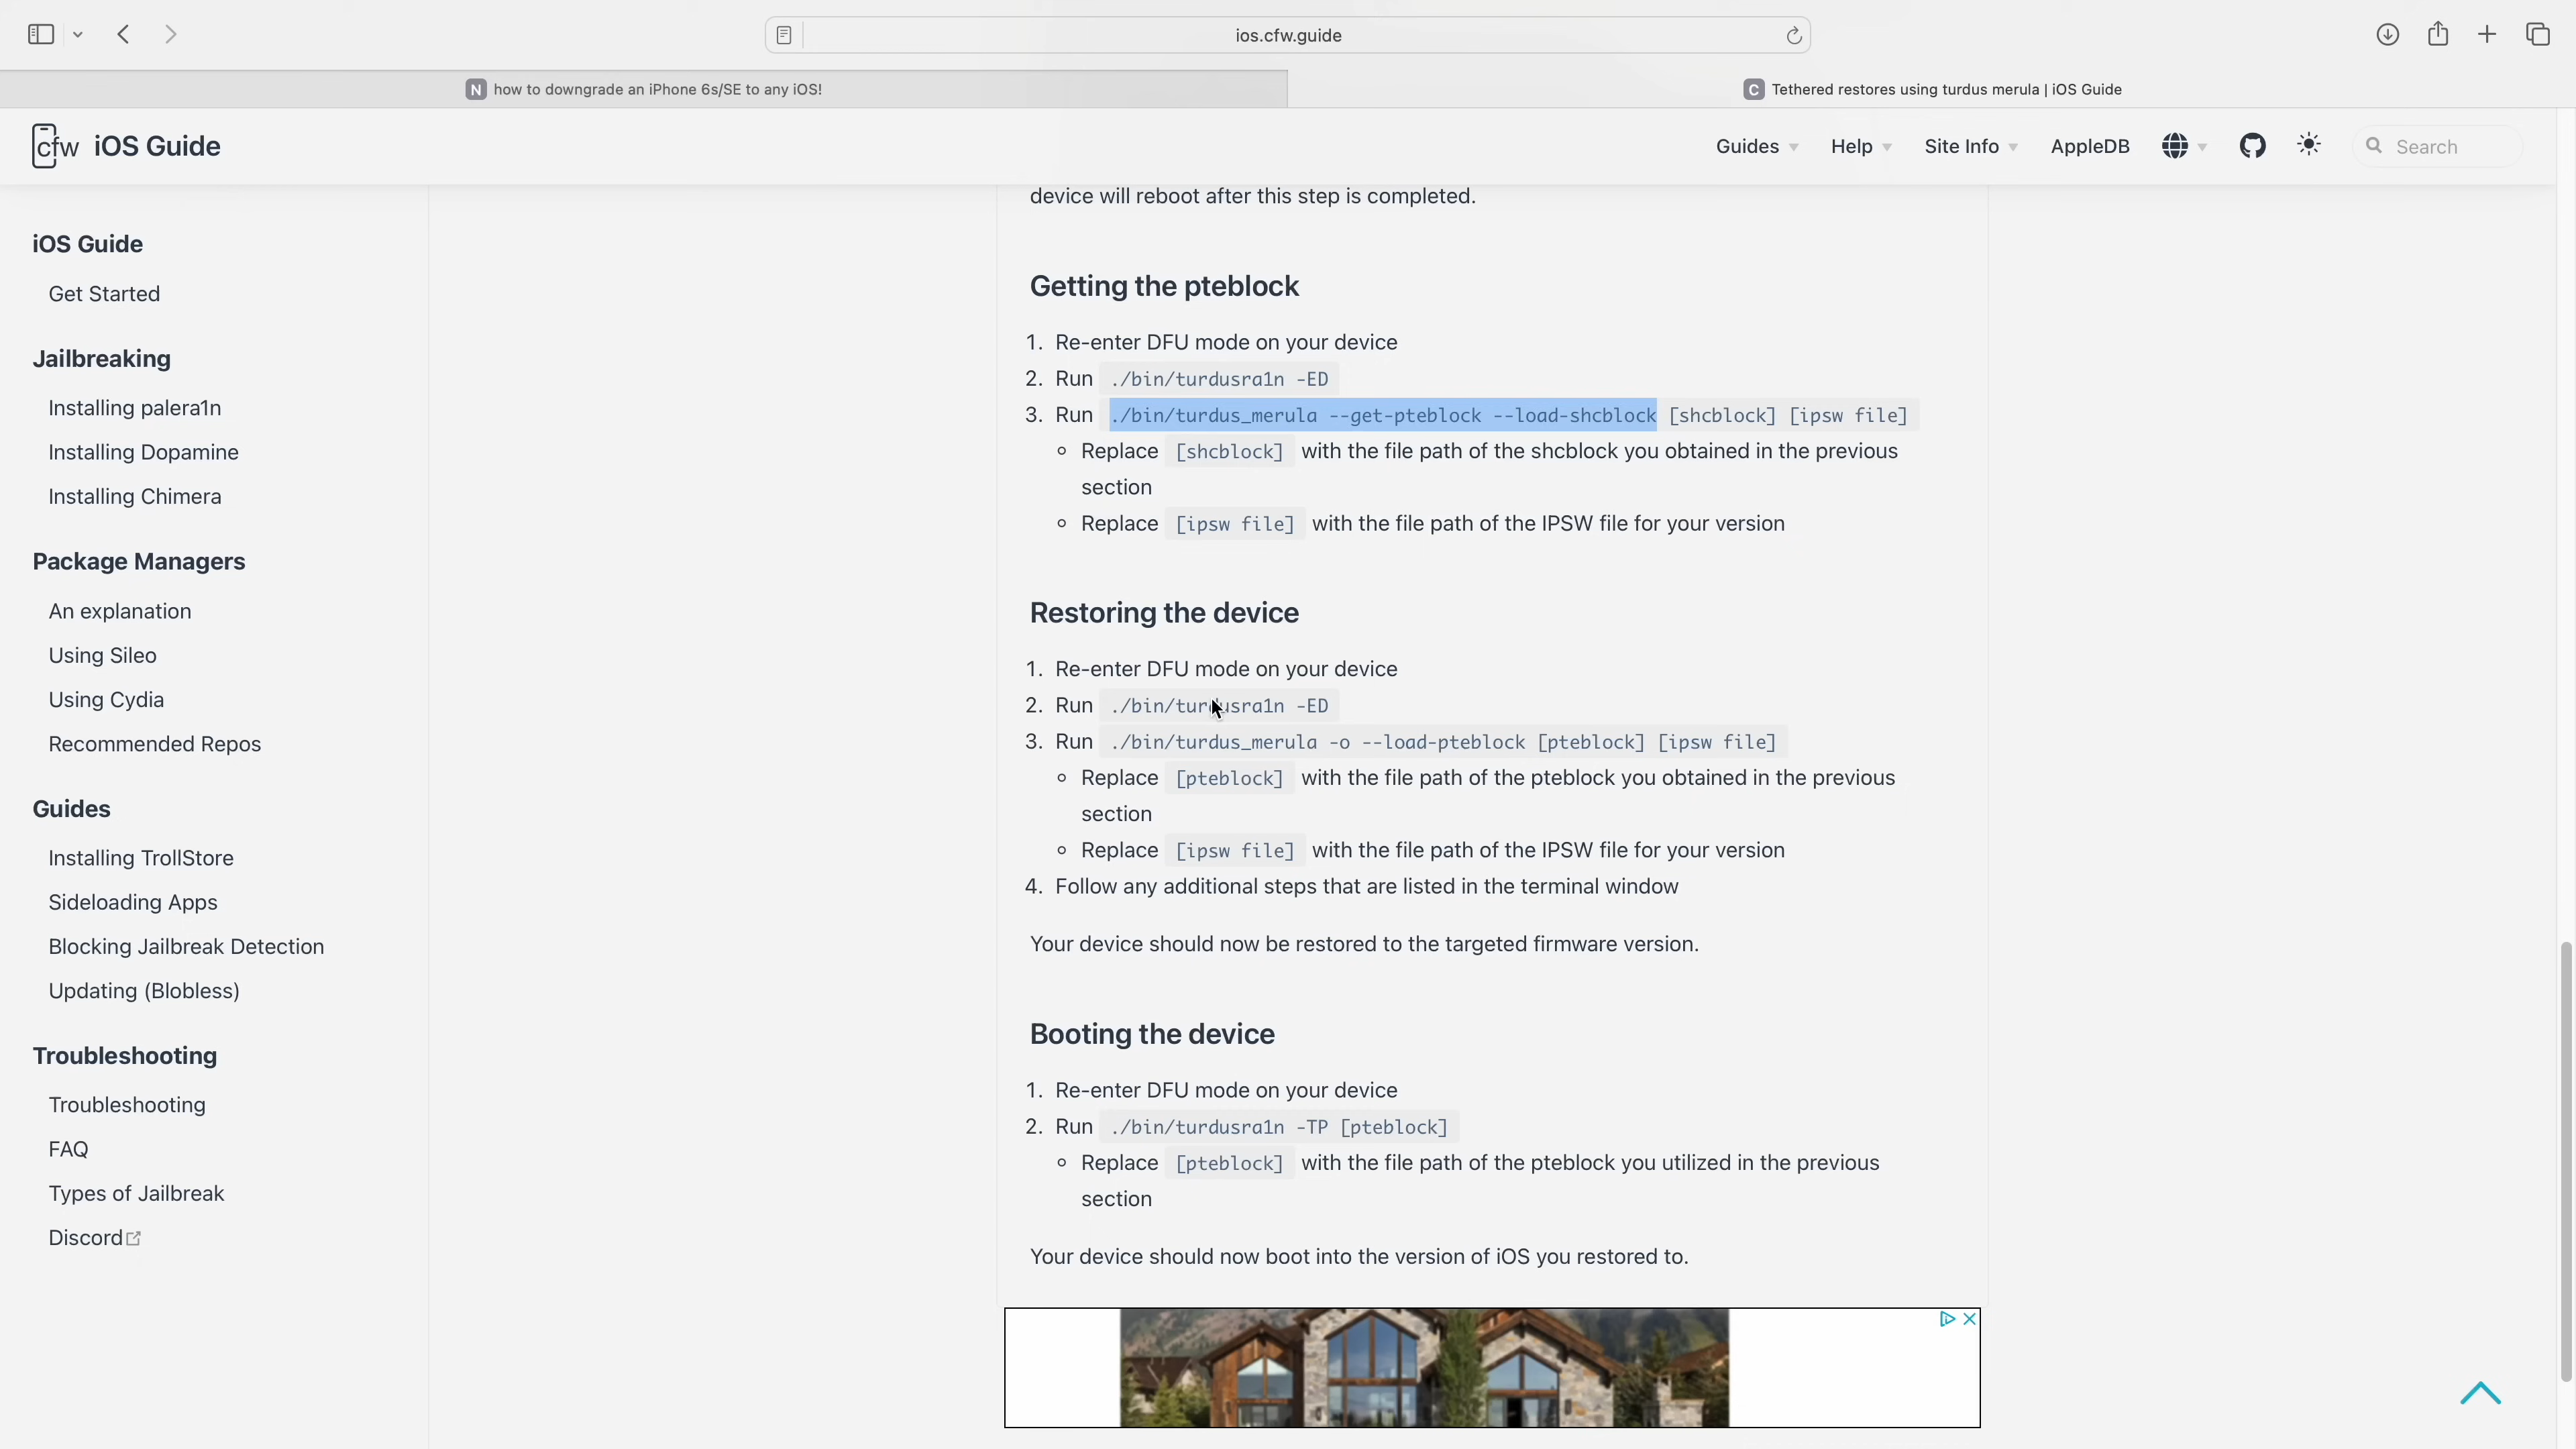 ios.cfw.guide
N how to downgrade an iPhone 6s/SE to any iOS!
C Tethered restores using turdus merula | iOS Guide
cfw iOS Guide
Guides Help Site Info AppleDB Search
iOS Guide
Get Started
Jailbreaking
Installing palera1n
Installing Dopamine
Installing Chimera
Package Managers
An explanation
Using Sileo
Using Cydia
Recommended Repos
Guides
Installing TrollStore
Sideloading Apps
Blocking Jailbreak Detection
Updating (Blobless)
Troubleshooting
Troubleshooting
FAQ
Types of Jailbreak
Discord
device will reboot after this step is completed.
Getting the pteblock
1. Re-enter DFU mode on your device
2. Run ./bin/turdusra1n -ED
3. Run ./bin/turdus_merula --get-pteblock --load-shcblock [shcblock] [ipsw file]
Replace [shcblock] with the file path of the shcblock you obtained in the previous
section
Replace [ipsw file] with the file path of the IPSW file for your version
Restoring the device
1. Re-enter DFU mode on your device
2. Run ./bin/turdusra1n -ED
3. Run ./bin/turdus_merula -o --load-pteblock [pteblock] [ipsw file]
Replace [pteblock] with the file path of the pteblock you obtained in the previous
section
Replace [ipsw file] with the file path of the IPSW file for your version
4. Follow any additional steps that are listed in the terminal window
Your device should now be restored to the targeted firmware version.
Booting the device
1. Re-enter DFU mode on your device
2. Run ./bin/turdusra1n -TP [pteblock]
Replace [pteblock] with the file path of the pteblock you utilized in the previous
section
Your device should now boot into the version of iOS you restored to.